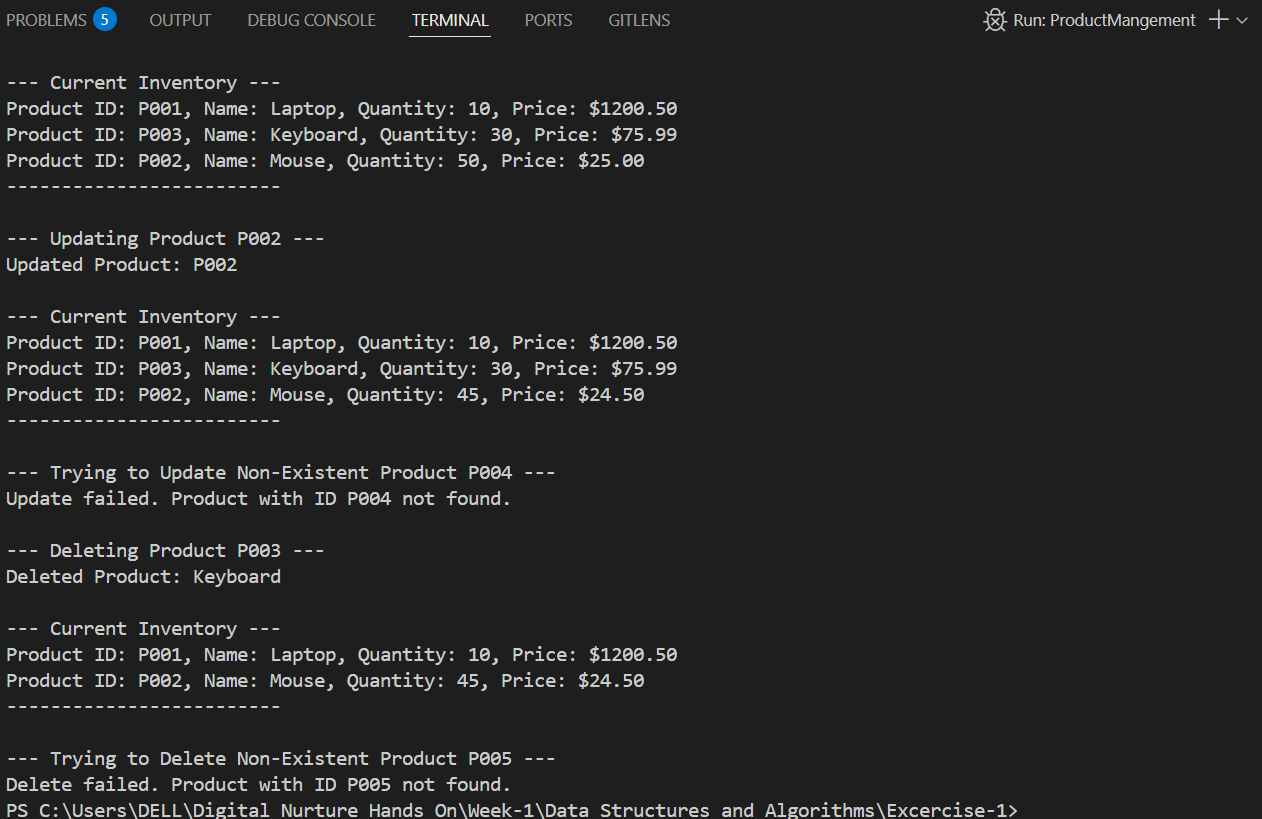 PROBLEMS 5 OUTPUT DEBUG CONSOLE TERMINAL PORTS GITLENS Run: ProductMangement
--- Current Inventory ---
Product ID: P001, Name: Laptop, Quantity: 10, Price: $1200.50
Product ID: P003, Name: Keyboard, Quantity: 30, Price: $75.99
Product ID: P002, Name: Mouse, Quantity: 50, Price: $25.00
-------------------------
--- Updating Product P002 ---
Updated Product: P002
--- Current Inventory ---
Product ID: P001, Name: Laptop, Quantity: 10, Price: $1200.50
Product ID: P003, Name: Keyboard, Quantity: 30, Price: $75.99
Product ID: P002, Name: Mouse, Quantity: 45, Price: $24.50
-------------------------
--- Trying to Update Non-Existent Product P004 ---
Update failed. Product with ID P004 not found.
--- Deleting Product P003 ---
Deleted Product: Keyboard
--- Current Inventory ---
Product ID: P001, Name: Laptop, Quantity: 10, Price: $1200.50
Product ID: P002, Name: Mouse, Quantity: 45, Price: $24.50
-------------------------
--- Trying to Delete Non-Existent Product P005 ---
Delete failed. Product with ID P005 not found.
PS C:\Users\DELL\Digital Nurture Hands On\Week-1\Data Structures and Algorithms\Excercise-1>